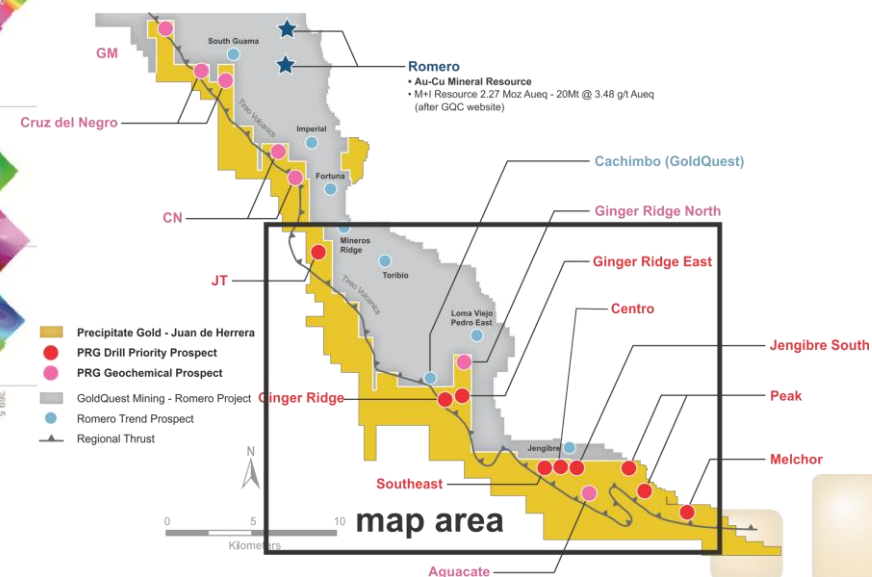 GM
South Guama
Romero
• Au-Cu Mineral Resource
• M+I Resource 2.27 Moz Aueq - 20Mt @ 3.48 g/t Aueq
(after GQC website)
Cruz del Negro
Tireo Volcanics
Imperial
Cachimbo (GoldQuest)
Fortuna
CN
Ginger Ridge North
Mineros
Ridge
Toribio
JT
Ginger Ridge East
Tireo Volcanics
Centro
Loma Viejo
Pedro East
Precipitate Gold - Juan de Herrera
PRG Drill Priority Prospect
PRG Geochemical Prospect
GoldQuest Mining - Romero Project
Romero Trend Prospect
Regional Thrust
Jengibre South
Ginger Ridge
Peak
Jengibre
Melchor
N
Southeast
0 5 10
Kilometers
map area
Aguacate
269.5